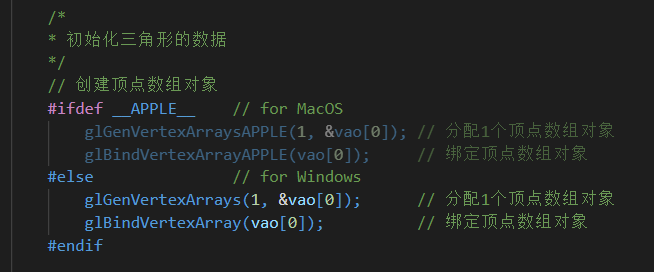 /*
* 初始化三角形的数据
*/
// 创建顶点数组对象
#ifdef __APPLE__    // for MacOS
    glGenVertexArraysAPPLE(1, &vao[0]); // 分配1个顶点数组对象
    glBindVertexArrayAPPLE(vao[0]);     // 绑定顶点数组对象
#else               // for Windows
    glGenVertexArrays(1, &vao[0]);      // 分配1个顶点数组对象
    glBindVertexArray(vao[0]);          // 绑定顶点数组对象
#endif